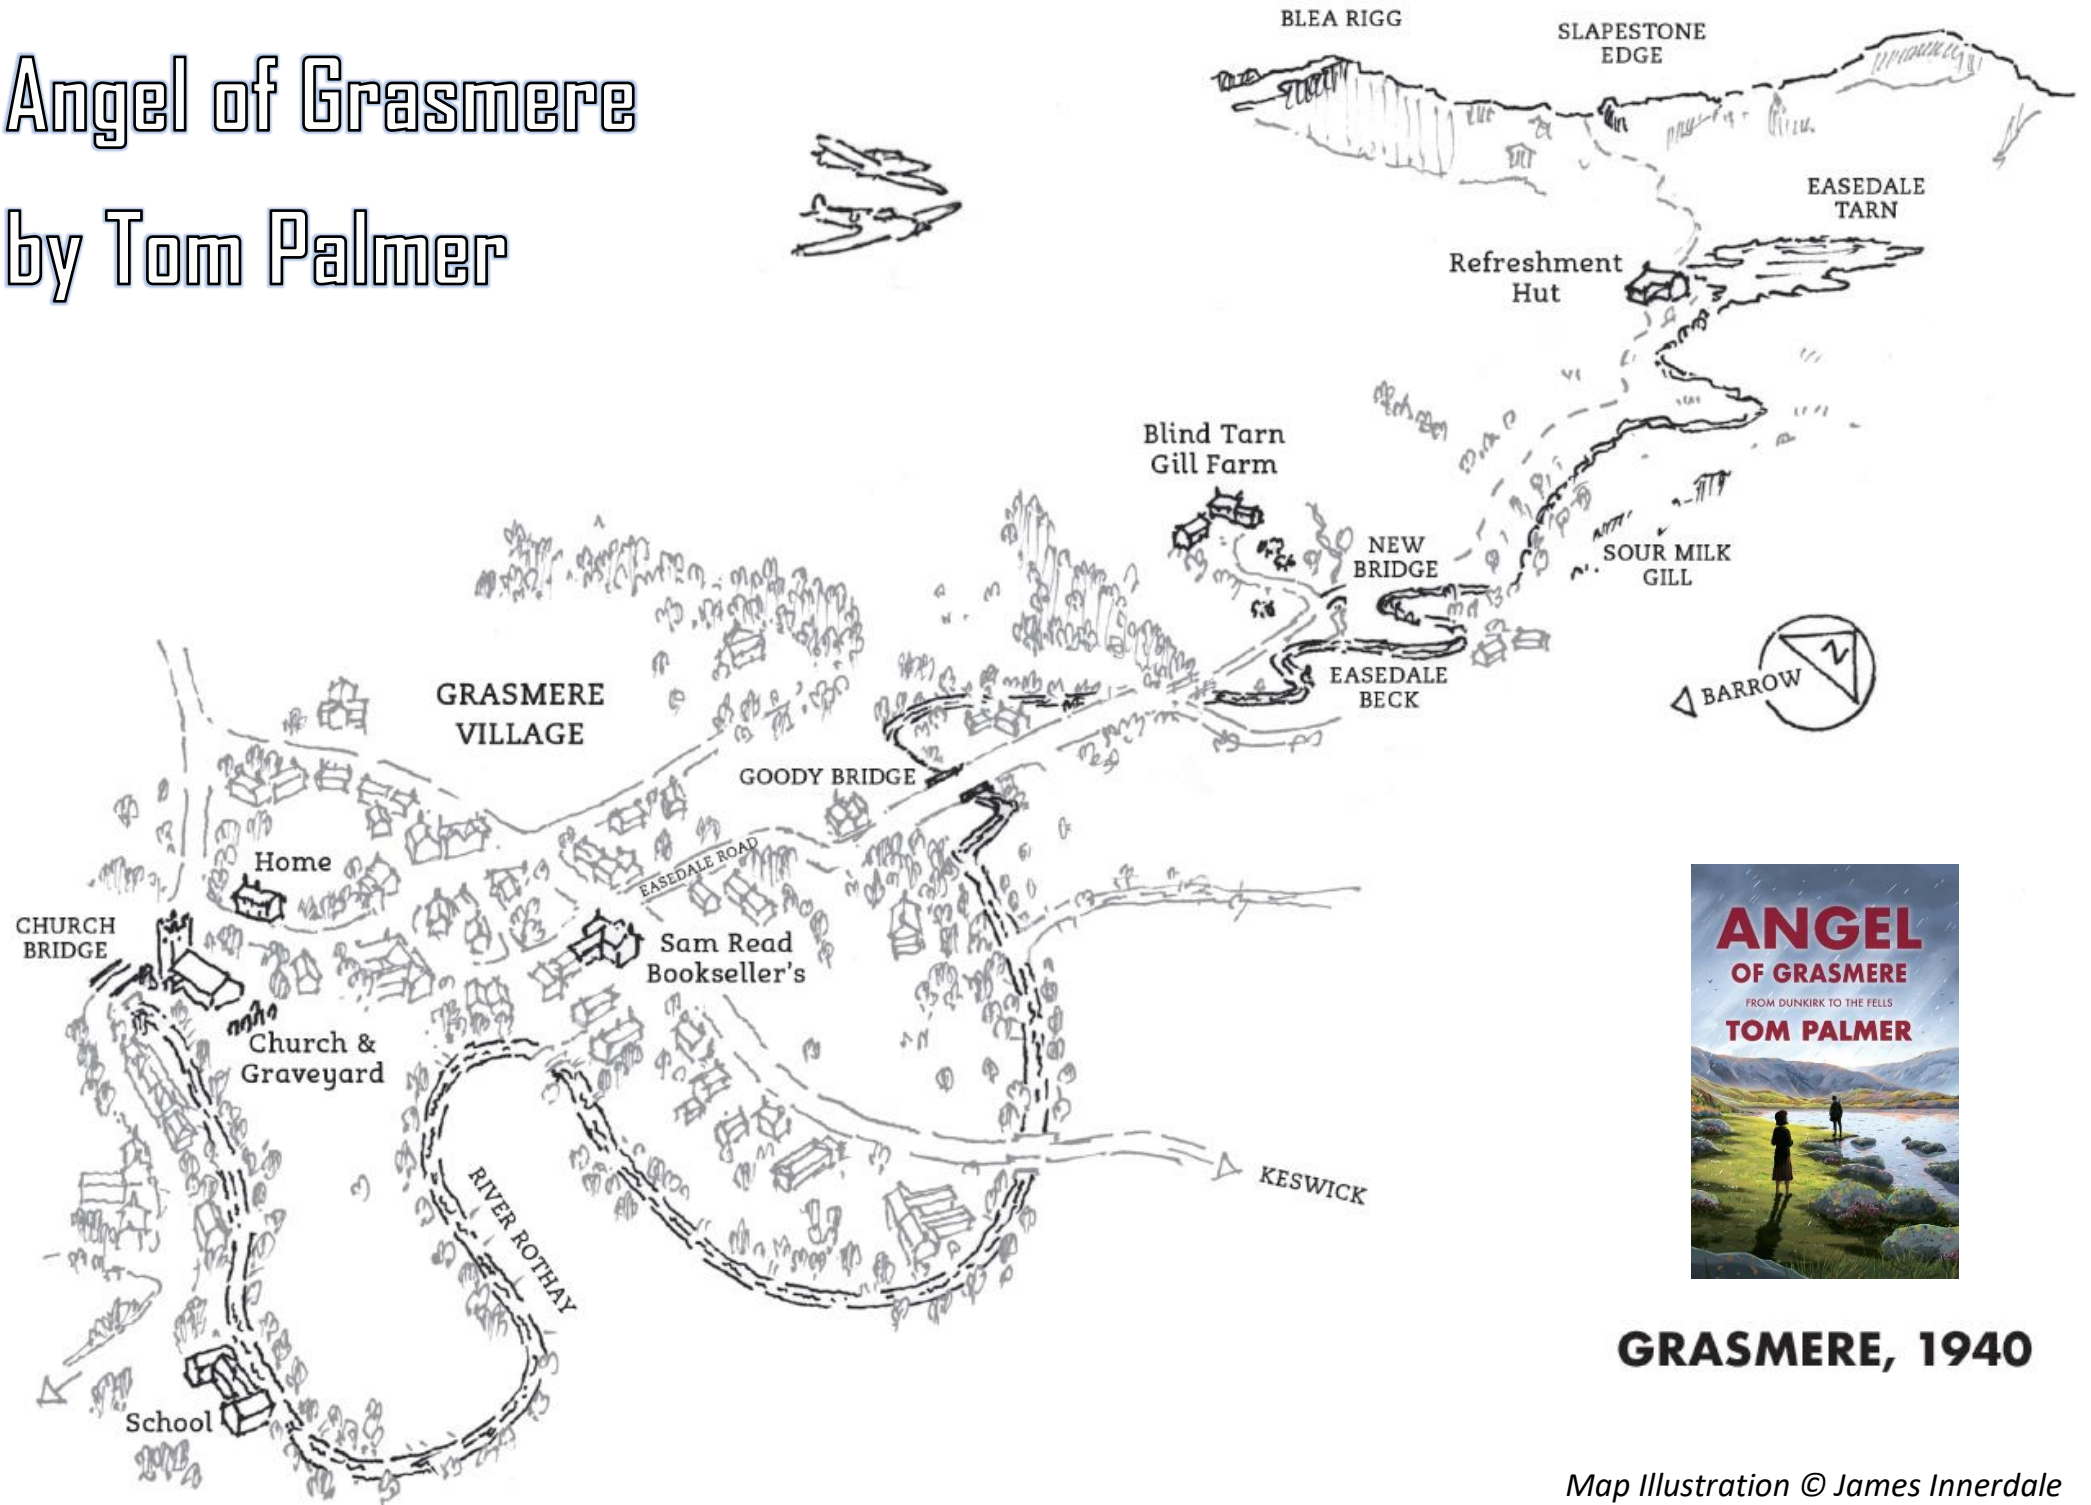 Angel of Grasmere
by Tom Palmer
BLEA RIGG
SLAPESTONE
EDGE
EASEDALE
TARN
Refreshment
Hut
Blind Tarn
Gill Farm
NEW
BRIDGE
SOUR MILK
GILL
EASEDALE
BECK
N
BARROW
GRASMERE
VILLAGE
GOODY BRIDGE
EASEDALE ROAD
Home
CHURCH
BRIDGE
Sam Read
Bookseller's
Church &
Graveyard
RIVER ROTHAY
KESWICK
School
ANGEL
OF GRASMERE
FROM DUNKIRK TO THE FELLS
TOM PALMER
GRASMERE, 1940
Map Illustration © James Innerdale